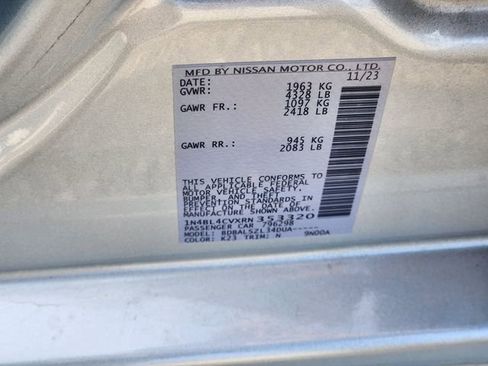 MFD BY NISSAN MOTOR CO., LTD.
DATE: 11/23
GVWR: 1963 KG
4328 LB
GAWR FR.: 1097 KG
2418 LB
GAWR RR.: 945 KG
2083 LB
THIS VEHICLE CONFORMS TO
ALL APPLICABLE FEDERAL
MOTOR VEHICLE SAFETY,
BUMPER, AND THEFT
PREVENTION STANDARDS IN
EFFECT ON THE DATE OF
MANUFACTURE SHOWN ABOVE.
1N4BL4CVXRN353320
PASSENGER CAR 796298
MODEL: BDBALS2L34DUA-----
COLOR: K23 TRIM: N 9N00A